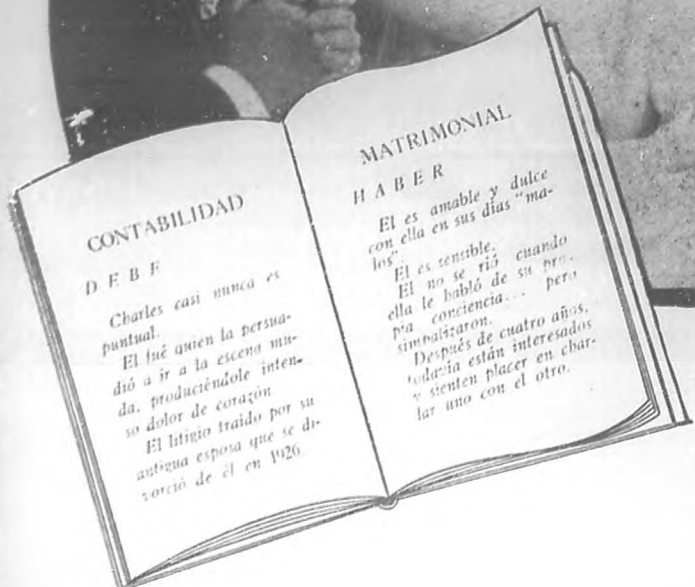 CONTABILIDAD
DEBE
Charles casi nunca es
puntual.
El fué quien la persua-
dió a ir a la escena mu-
da, produciéndole inten-
so dolor de corazón
El litigio traído por su
antigua esposa que se di-
vorció de él en 1926.
MATRIMONIAL
HABER
El es amable y dulce
con ella en sus días "ma-
los".
El es sensible.
El no se rió cuando
ella le habló de su pro-
pia conciencia... pero
simpatizaron.
Después de cuatro años,
todavía están interesados
y sienten placer en char-
lar uno con el otro.